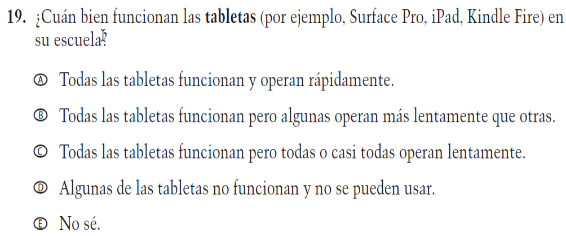 19. ¿Cuán bien funcionan las tabletas (por ejemplo, Surface Pro, iPad, Kindle Fire) en
su escuela?
A Todas las tabletas funcionan y operan rápidamente.
B Todas las tabletas funcionan pero algunas operan más lentamente que otras.
C Todas las tabletas funcionan pero todas o casi todas operan lentamente.
D Algunas de las tabletas no funcionan y no se pueden usar.
E No sé.